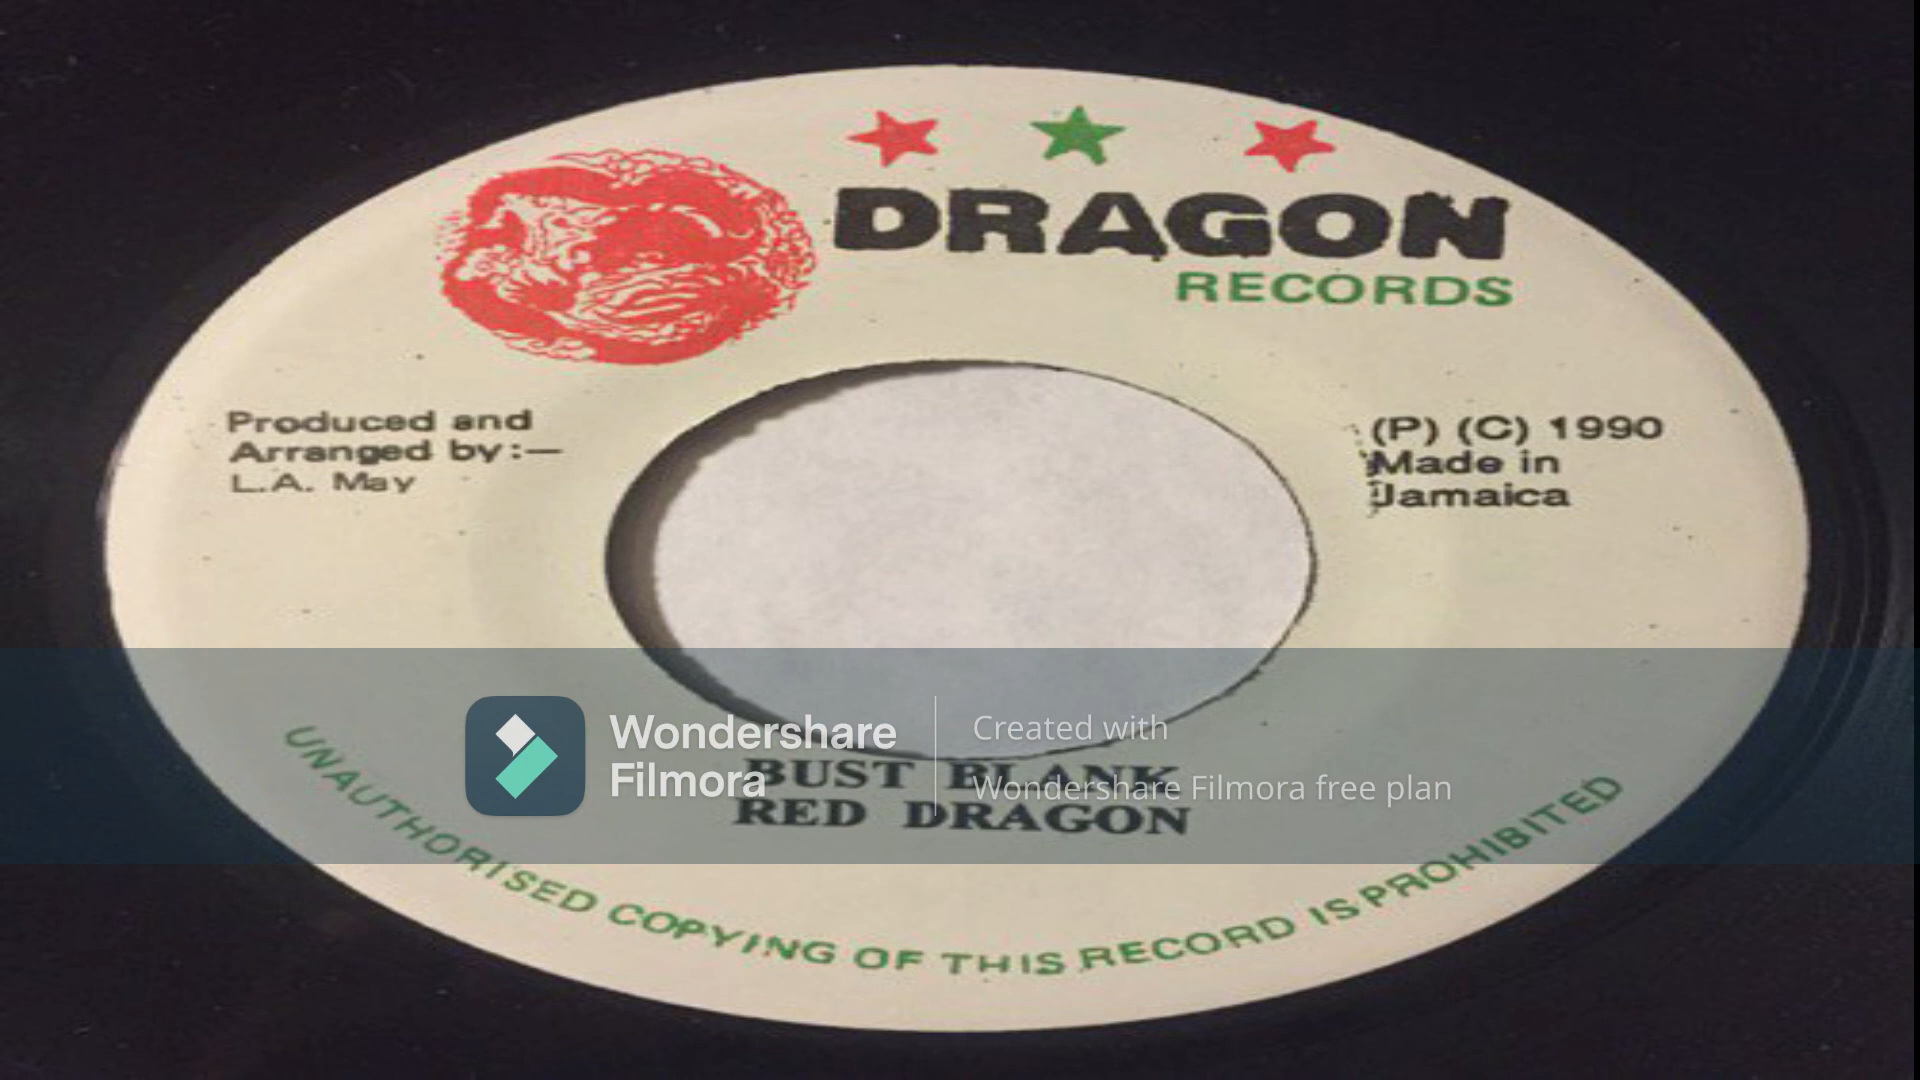 DRAGON
RECORDS
Produced and
Arranged by:—
L.A. May
(P) (C) 1990
Made in
Jamaica
Wondershare
Filmora
Created with
Wondershare Filmora free plan
BUST BLANK
RED DRAGON
UNAUTHORISED COPYING OF THIS RECORD IS PROHIBITED